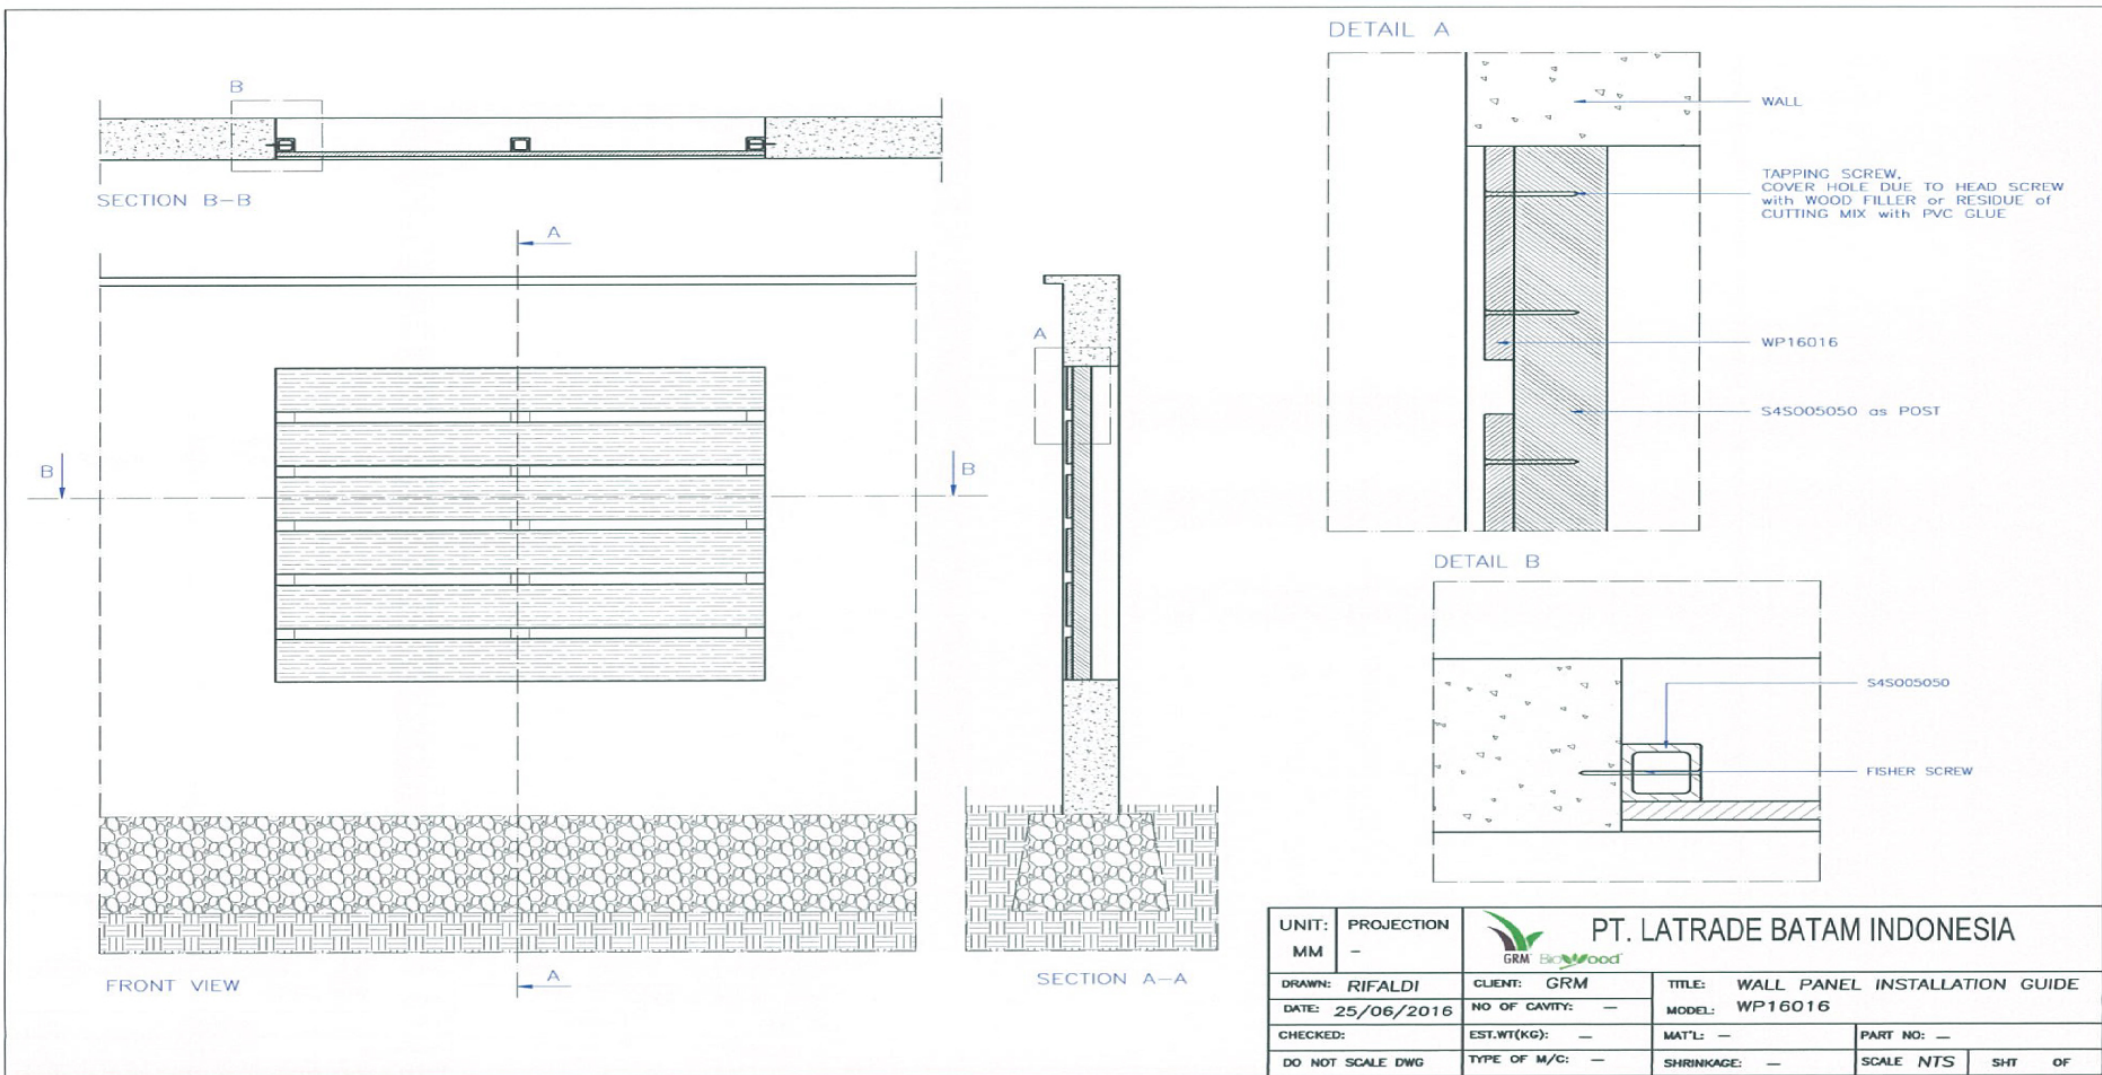 B
SECTION B-B
A
B
B
A
FRONT VIEW
A
SECTION A-A
DETAIL A
WALL
TAPPING SCREW,
COVER HOLE DUE TO HEAD SCREW
with WOOD FILLER or RESIDUE of
CUTTING MIX with PVC GLUE
WP16016
S4S005050 as POST
DETAIL B
S4S005050
FISHER SCREW
UNIT: MM
PROJECTION -
GRM BioWood
PT. LATRADE BATAM INDONESIA
DRAWN: RIFALDI
CLIENT: GRM
TITLE: WALL PANEL INSTALLATION GUIDE
DATE: 25/06/2016
NO OF CAVITY: —
MODEL: WP16016
CHECKED:
EST.WT(KG): —
MAT'L: —
PART NO: —
DO NOT SCALE DWG
TYPE OF M/C: —
SHRINKAGE: —
SCALE NTS
SHT OF